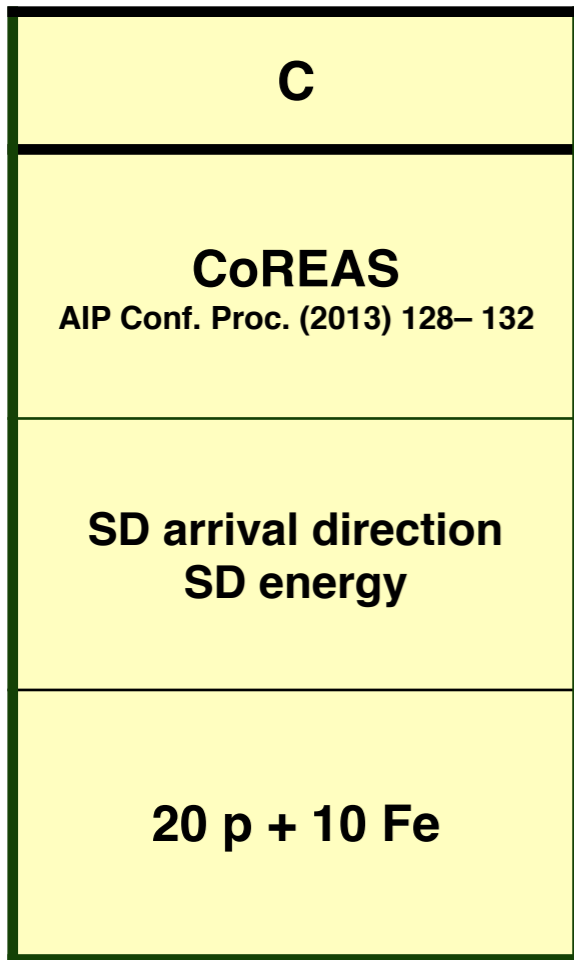 C
CoREAS
AIP Conf. Proc. (2013) 128– 132
SD arrival direction
SD energy
20 p + 10 Fe